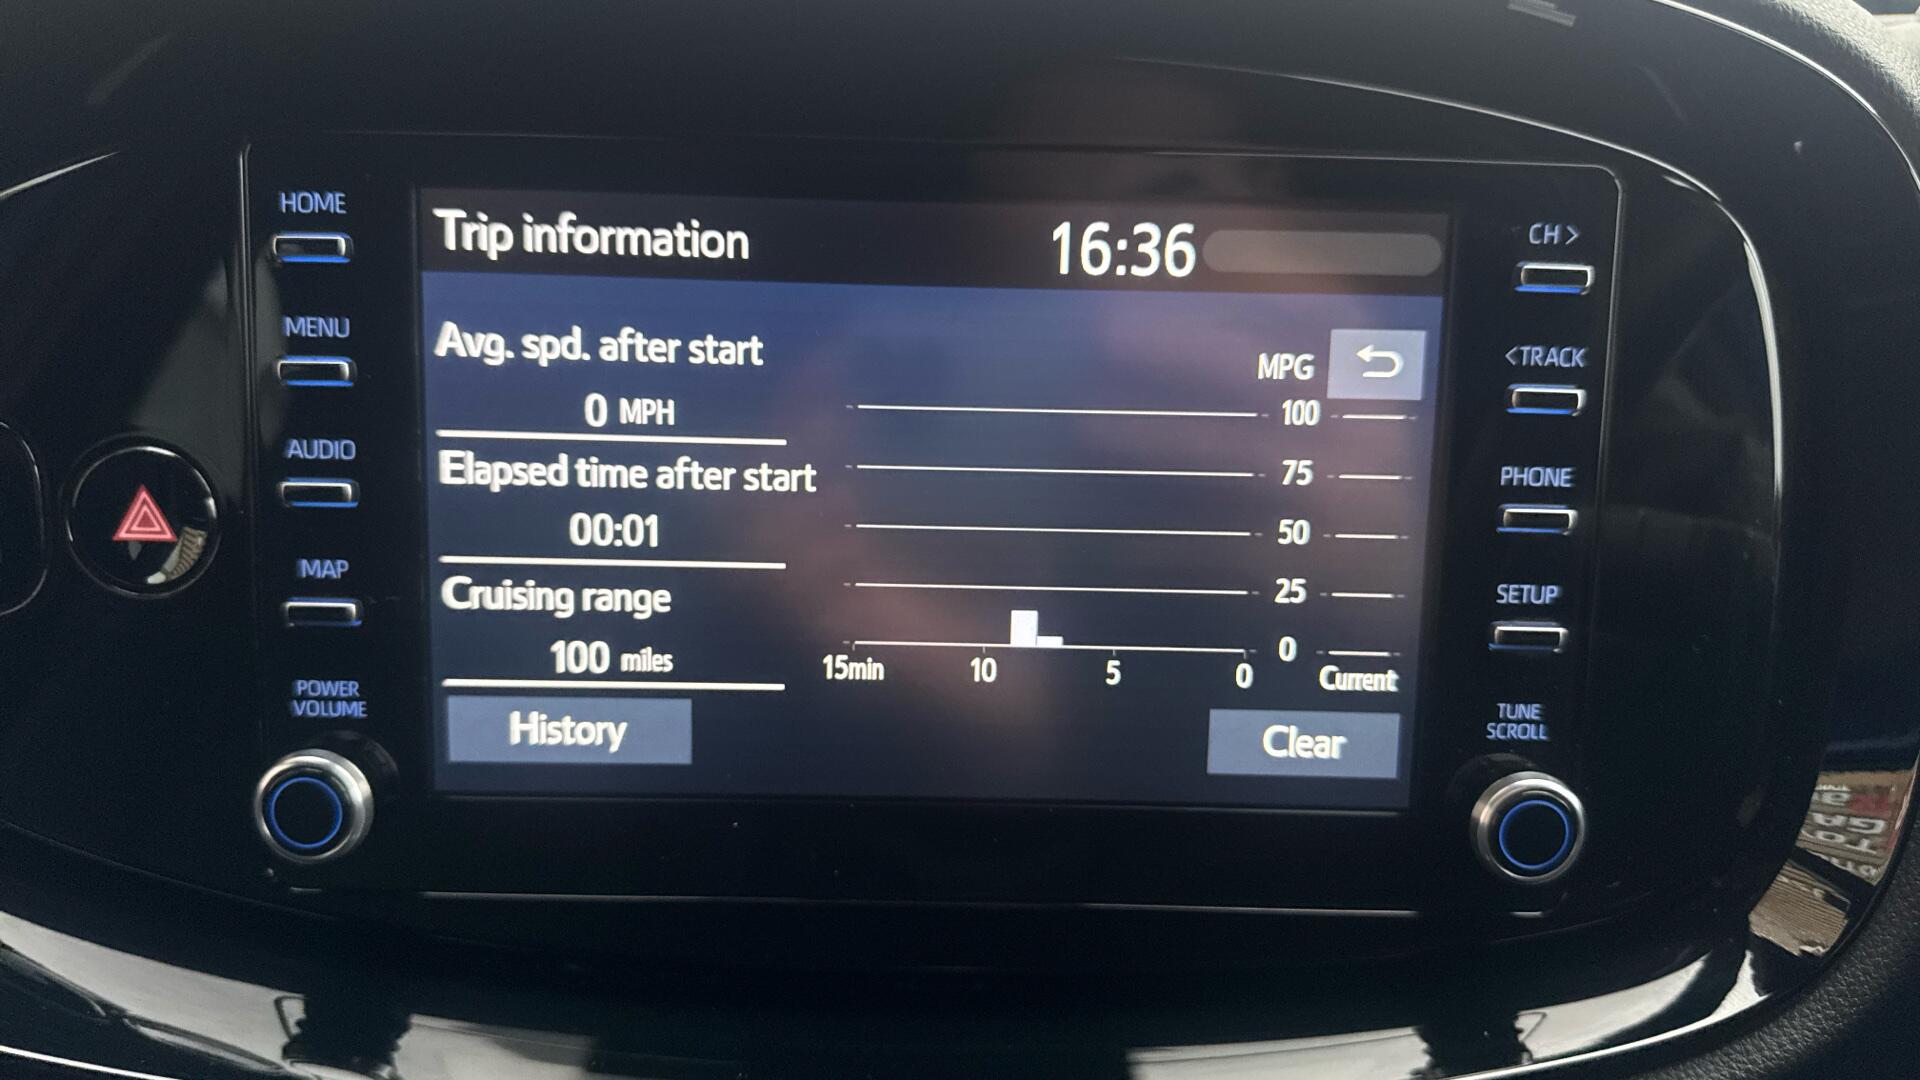 HOME
MENU
AUDIO
MAP
POWER
VOLUME
Trip information
16:36
Avg. spd. after start
0 MPH
Elapsed time after start
00:01
Cruising range
100 miles
History
MPG
100
75
50
25
0
15min 10 5 0 Current
Clear
CH >
<TRACK
PHONE
SETUP
TUNE
SCROLL